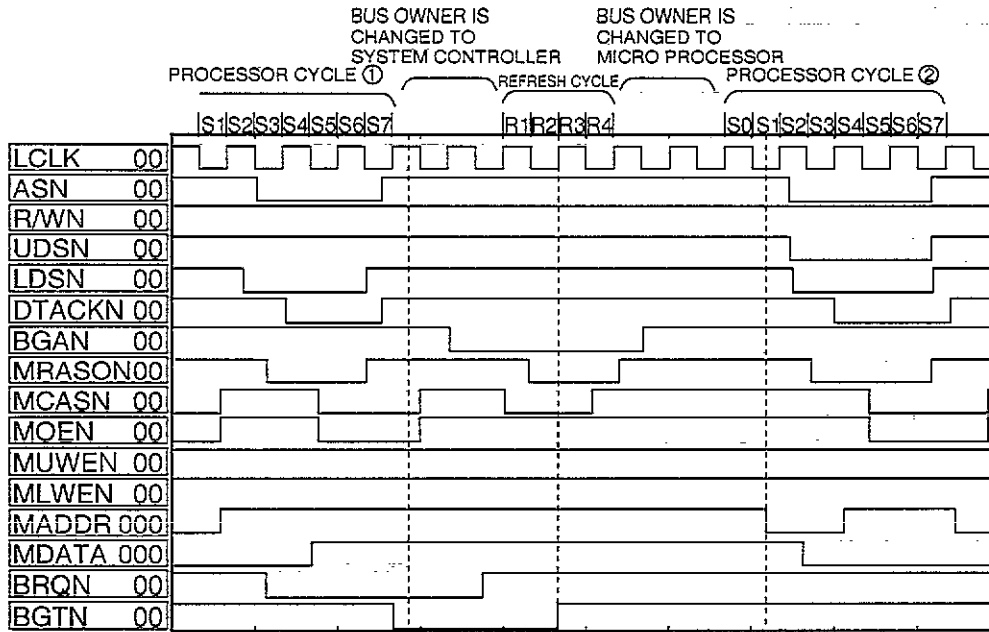 BUS OWNER IS
CHANGED TO
SYSTEM CONTROLLER
BUS OWNER IS
CHANGED TO
MICRO PROCESSOR
PROCESSOR CYCLE ①
REFRESH CYCLE
PROCESSOR CYCLE ②
S1 S2 S3 S4 S5 S6 S7
R1 R2 R3 R4
S0 S1 S2 S3 S4 S5 S6 S7
LCLK 00
ASN 00
R/WN 00
UDSN 00
LDSN 00
DTACKN 00
BGAN 00
MRASON00
MCASN 00
MOEN 00
MUWEN 00
MLWEN 00
MADDR 000
MDATA 000
BRQN 00
BGTN 00